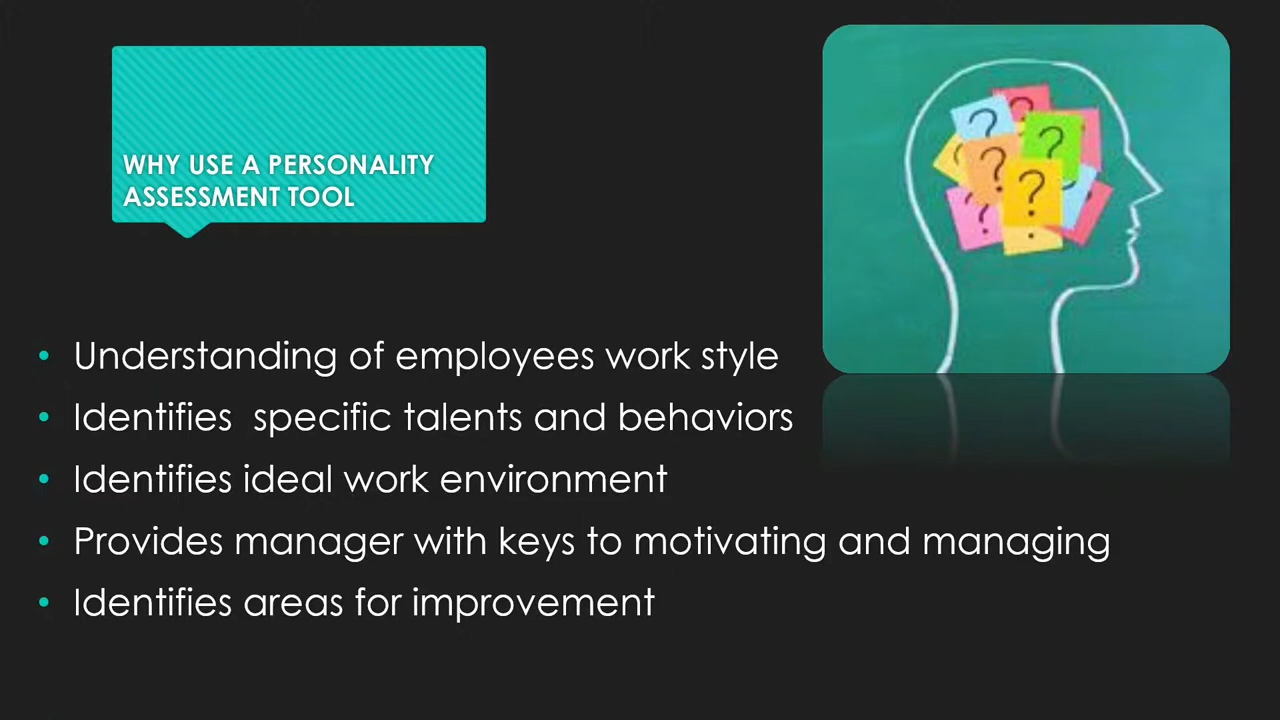 WHY USE A PERSONALITY
ASSESSMENT TOOL
? ? ? ? ? ? ?
• Understanding of employees work style
• Identifies  specific talents and behaviors
• Identifies ideal work environment
• Provides manager with keys to motivating and managing
• Identifies areas for improvement